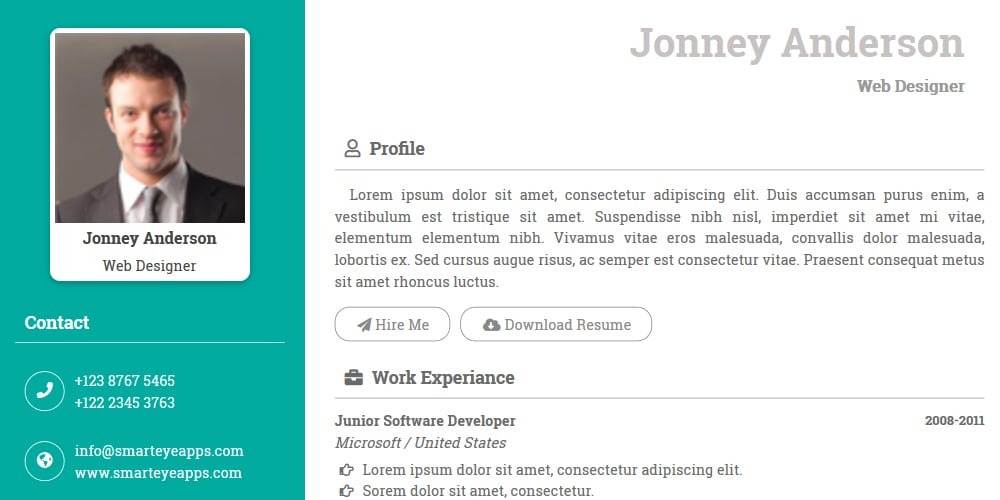 Jonney Anderson
Web Designer
Contact
+123 8767 5465
+122 2345 3763
info@smarteyeapps.com
www.smarteyeapps.com
Jonney Anderson
Web Designer
Profile
Lorem ipsum dolor sit amet, consectetur adipiscing elit. Duis accumsan purus enim, a
vestibulum est tristique sit amet. Suspendisse nibh nisl, imperdiet sit amet mi vitae,
elementum elementum nibh. Vivamus vitae eros malesuada, convallis dolor malesuada,
lobortis ex. Sed cursus augue risus, ac semper est consectetur vitae. Praesent consequat metus
sit amet rhoncus luctus.
Hire Me
Download Resume
Work Experiance
Junior Software Developer 2008-2011
Microsoft / United States
Lorem ipsum dolor sit amet, consectetur adipiscing elit.
Sorem dolor sit amet, consectetur.